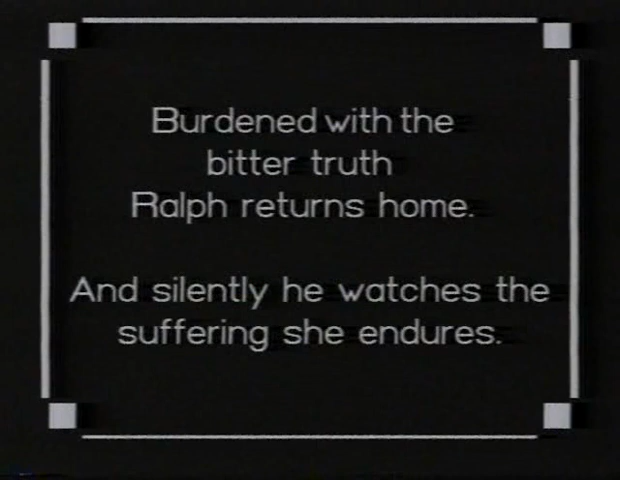 Burdened with the
bitter truth
Ralph returns home.
And silently he watches the
suffering she endures.